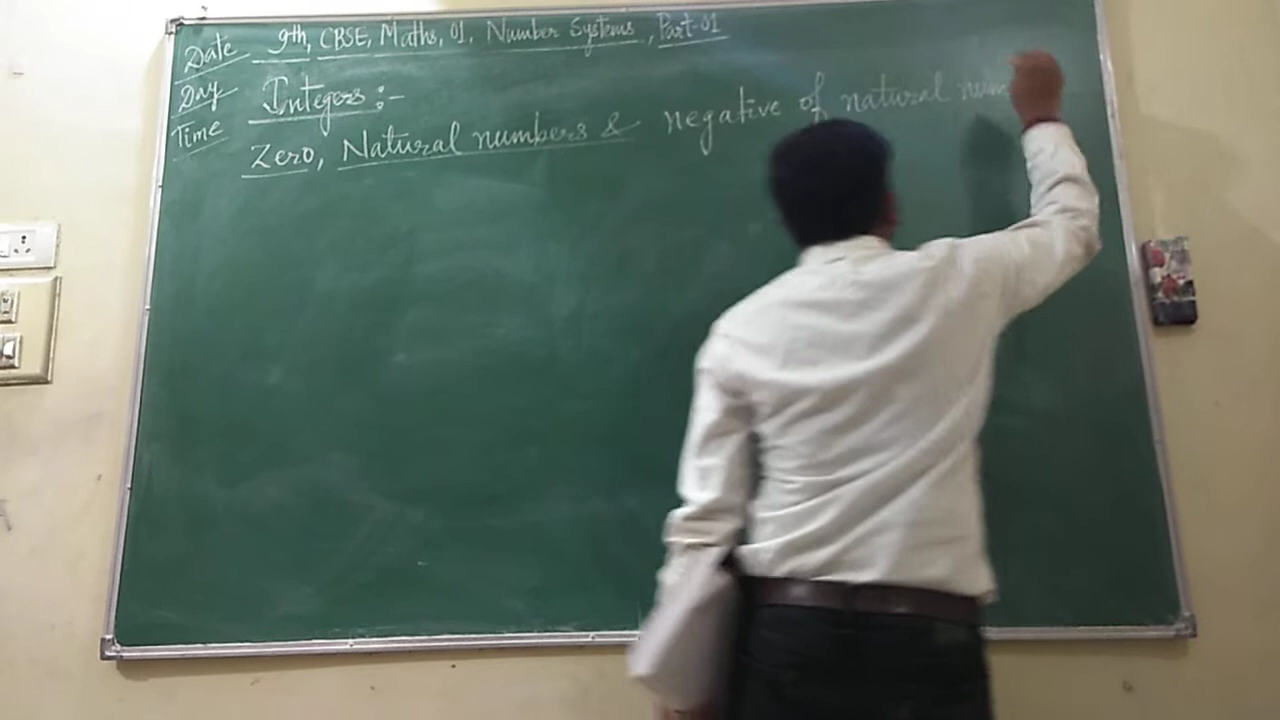 Date 9th, CBSE, Maths, 01, Number Systems, Part-01
Day Integers :-
Time
Zero, Natural numbers & negative of natural num